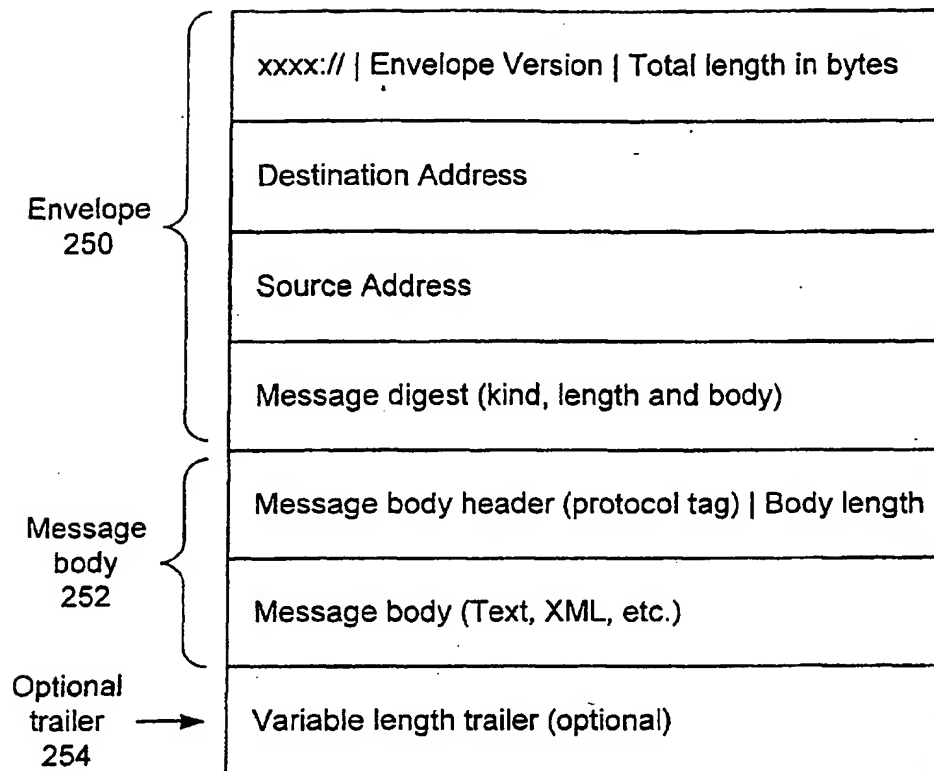 xxxx:// | Envelope Version | Total length in bytes
Destination Address
Envelope
250
Source Address
Message digest (kind, length and body)
Message body header (protocol tag) | Body length
Message
body
252
Message body (Text, XML, etc.)
Optional
trailer
254
Variable length trailer (optional)